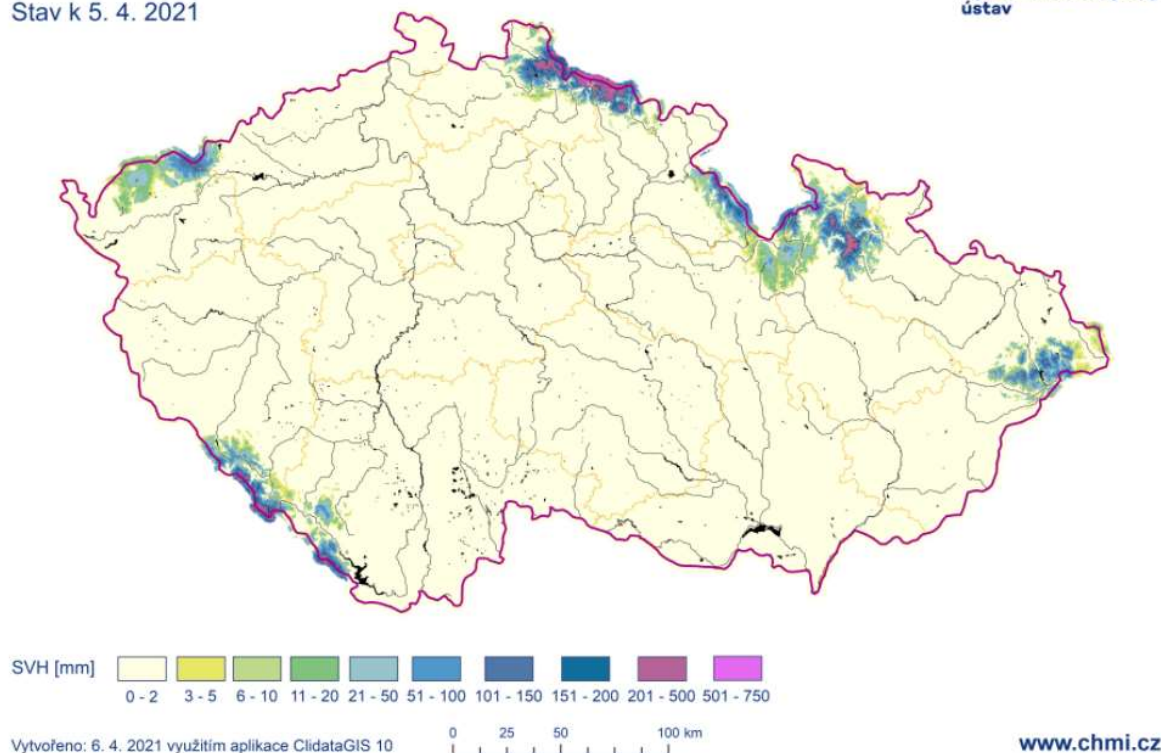 Stav k 5. 4. 2021
ústav
SVH [mm]
0 - 2 3 - 5 6 - 10 11 - 20 21 - 50 51 - 100 101 - 150 151 - 200 201 - 500 501 - 750
0 25 50 100 km
Vytvořeno: 6. 4. 2021 využitím aplikace ClidataGIS 10
www.chmi.cz